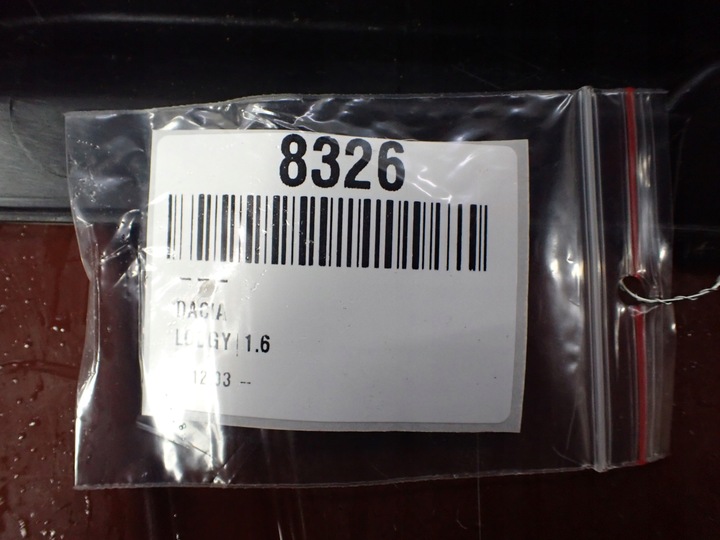 8326
– – –
DACIA
LODGY | 1.6
12.03 --